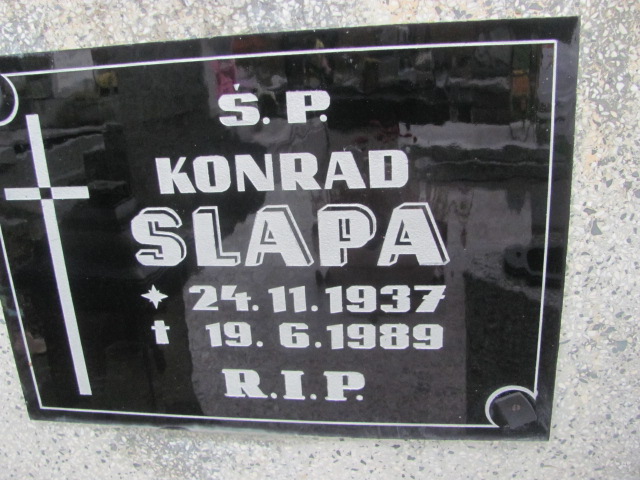 Ś. P.
KONRAD
SLAPA
* 24. 11. 1937
† 19. 6. 1989
R.I.P.